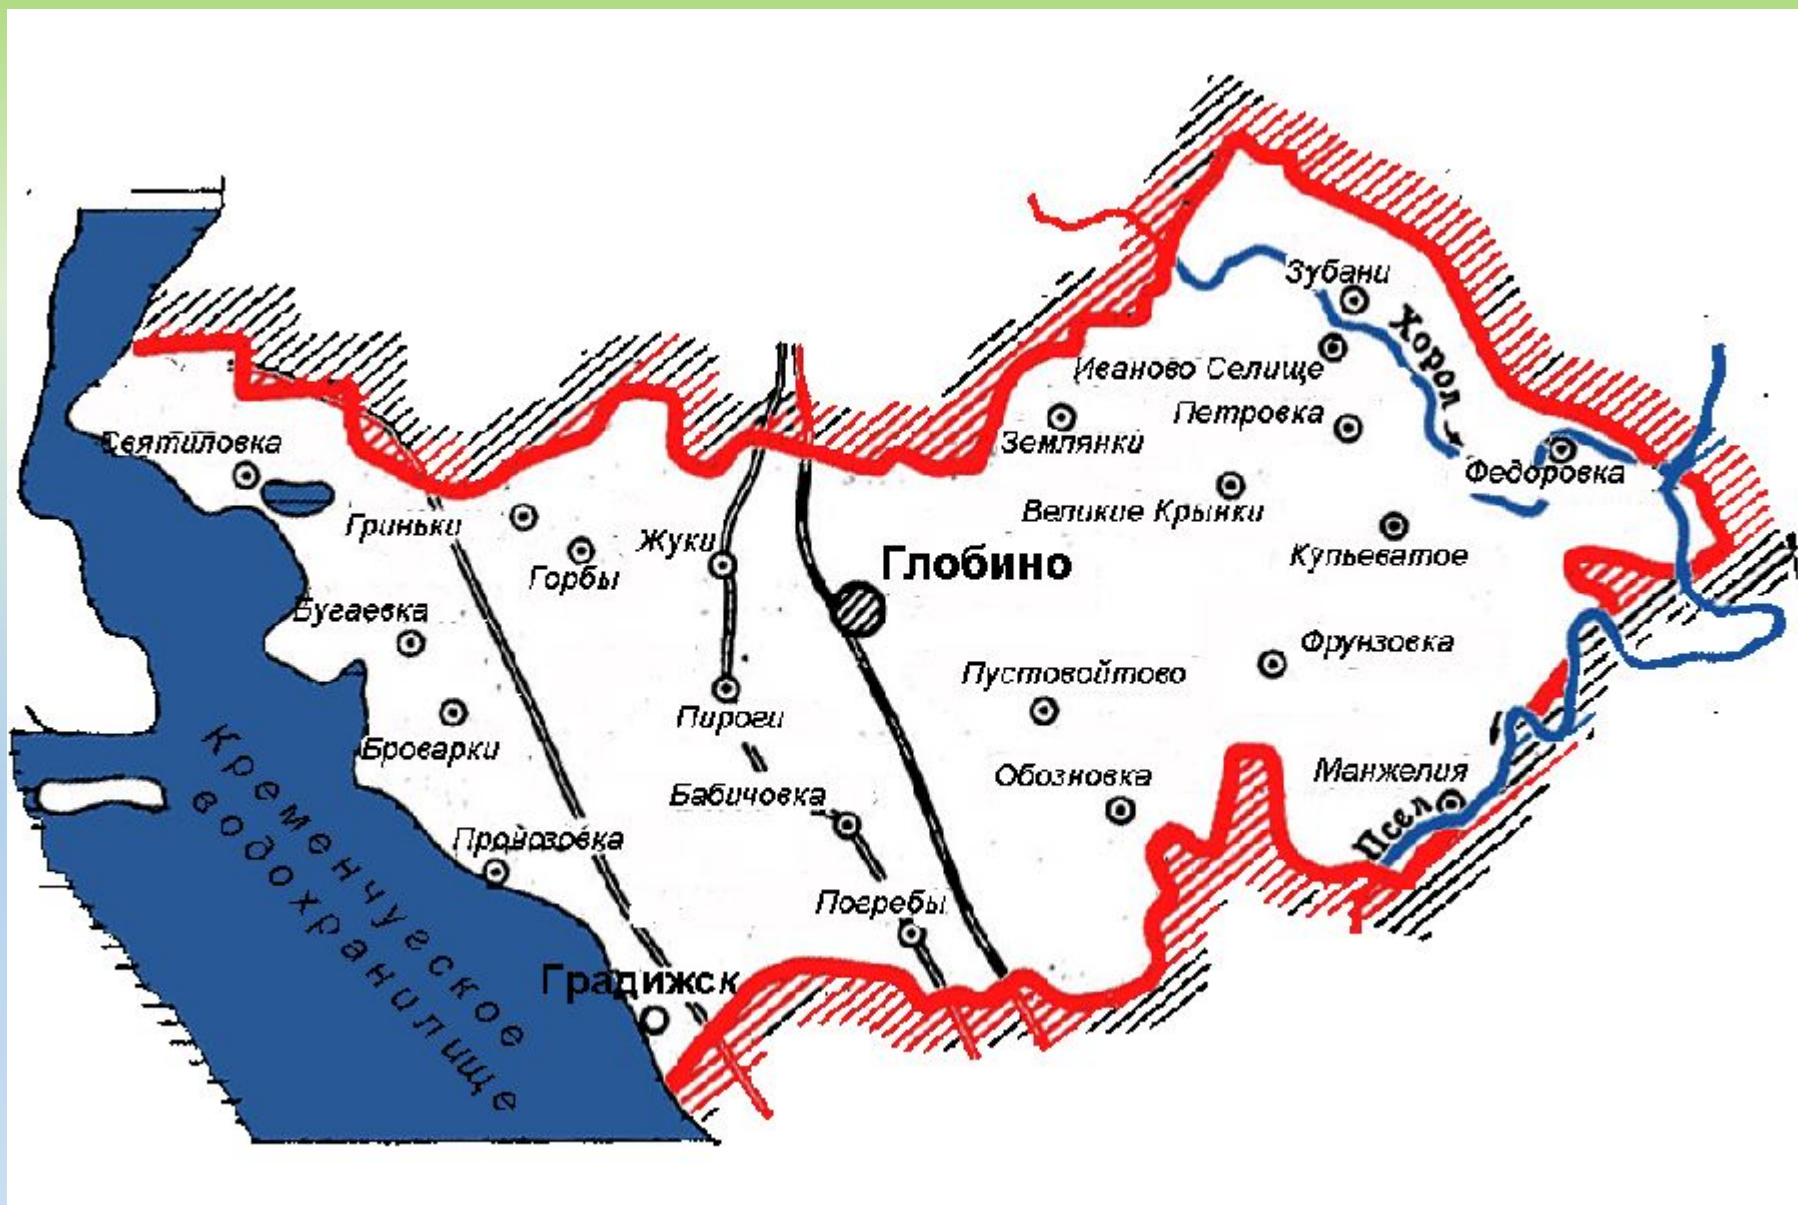 Зубани
Хорол
Иваново Селище
Петровка
Землянки
Святиловка
Федоровка
Великие Крынки
Гриньки
Жуки
Купьеватое
Глобино
Горбы
Бугаевка
Фрунзовка
Пустовойтово
Пироги
Броварки
Манжелия
Обозновка
Бабичовка
Псел
Пронозовка
Погребы
Градижск
Кременчугское
водохранилище